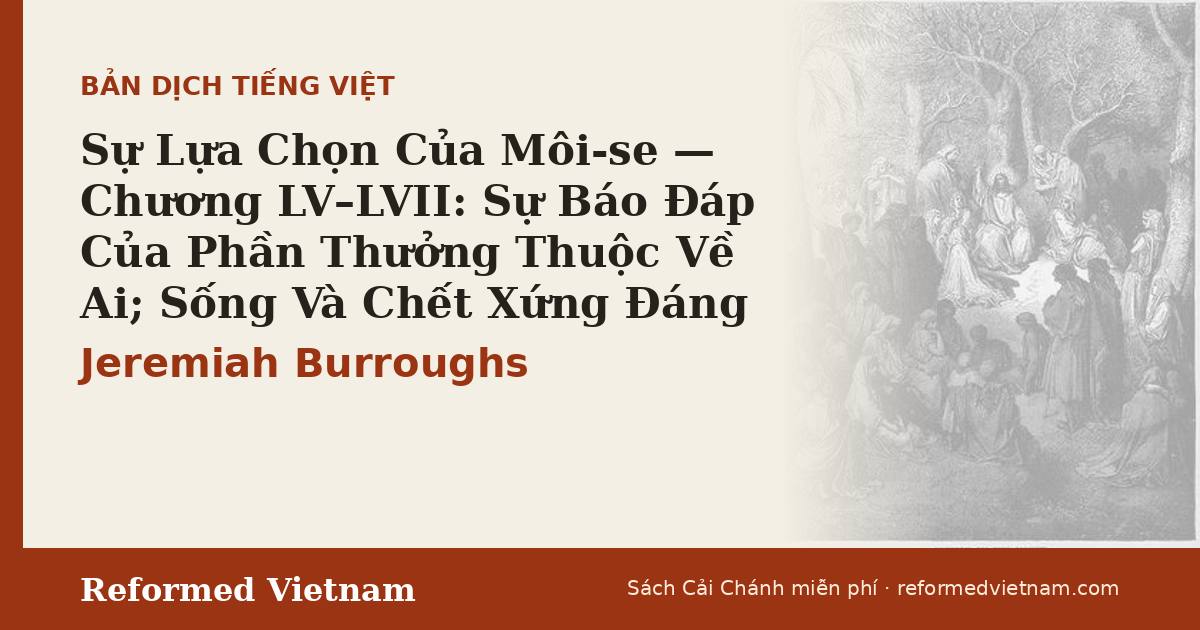 BẢN DỊCH TIẾNG VIỆT
Sự Lựa Chọn Của Môi-se —
Chương LV–LVII: Sự Báo Đáp
Của Phần Thưởng Thuộc Về
Ai; Sống Và Chết Xứng Đáng
Jeremiah Burroughs
Reformed Vietnam
Sách Cải Chánh miễn phí · reformedvietnam.com